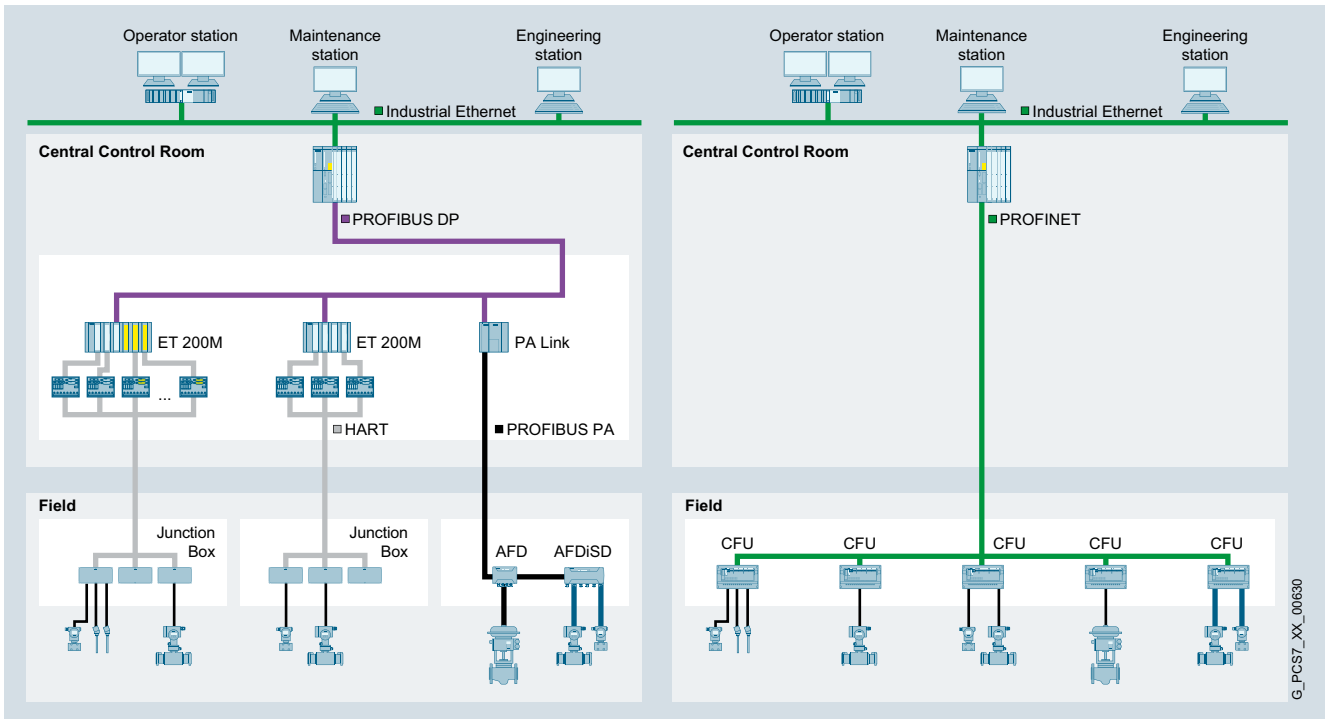 Operator station
Maintenance
station
Engineering
station
Industrial Ethernet
Central Control Room
PROFIBUS DP
ET 200M
ET 200M
PA Link
...
HART
PROFIBUS PA
Field
Junction
Box
Junction
Box
AFD
AFDiSD
Operator station
Maintenance
station
Engineering
station
Industrial Ethernet
Central Control Room
PROFINET
Field
CFU
CFU
CFU
CFU
CFU
G_PCS7_XX_00630